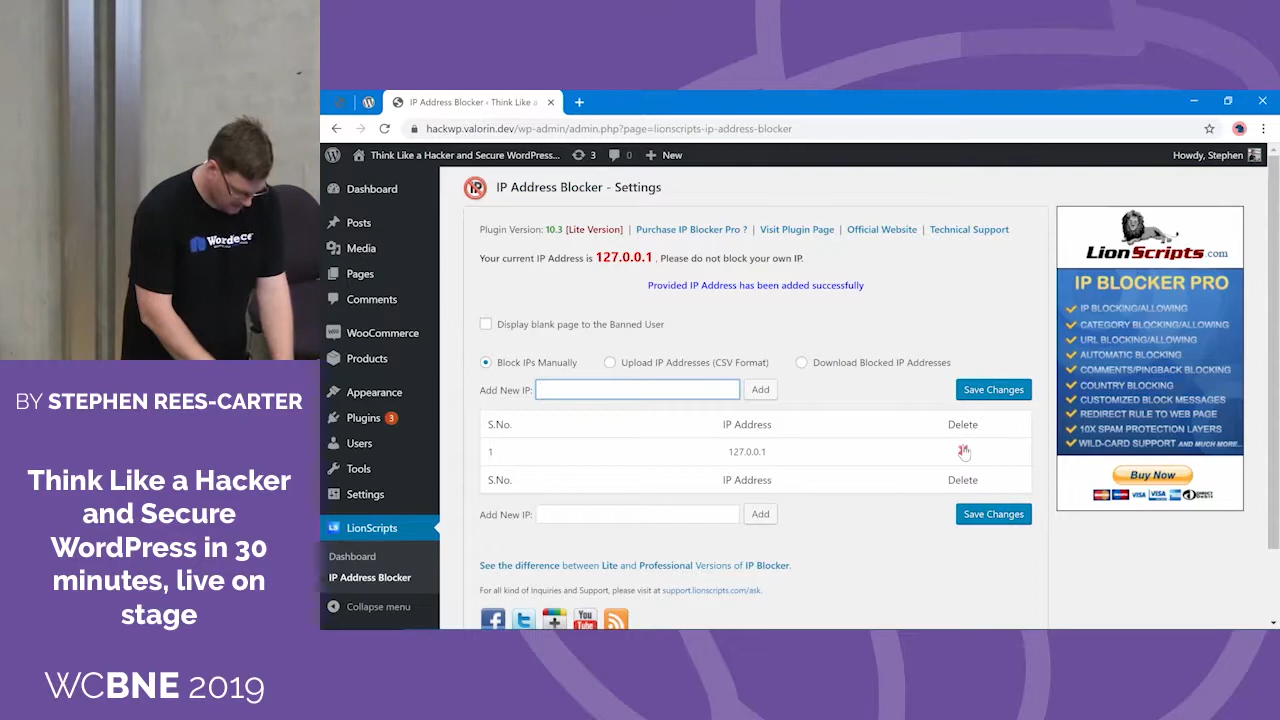 IP Address Blocker ‹ Think Like a
hackwp.valorin.dev/wp-admin/admin.php?page=lionscripts-ip-address-blocker
Think Like a Hacker and Secure WordPress... 3 0 New Howdy, Stephen
Dashboard
Posts
Media
Pages
Comments
WooCommerce
Products
Appearance
Plugins 3
Users
Tools
Settings
LionScripts
Dashboard
IP Address Blocker
Collapse menu
IP Address Blocker - Settings
Plugin Version: 10.3 [Lite Version] | Purchase IP Blocker Pro ? | Visit Plugin Page | Official Website | Technical Support
Your current IP Address is 127.0.0.1 , Please do not block your own IP.
Provided IP Address has been added successfully
Display blank page to the Banned User
Block IPs Manually Upload IP Addresses (CSV Format) Download Blocked IP Addresses
Add New IP: Add Save Changes
S.No. IP Address Delete
1 127.0.0.1
S.No. IP Address Delete
Add New IP: Add Save Changes
See the difference between Lite and Professional Versions of IP Blocker.
For all kind of Inquiries and Support, please visit at support.lionscripts.com/ask.
You
Tube
LionScripts.com
IP BLOCKER PRO
IP BLOCKING/ALLOWING
CATEGORY BLOCKING/ALLOWING
URL BLOCKING/ALLOWING
AUTOMATIC BLOCKING
COMMENTS/PINGBACK BLOCKING
COUNTRY BLOCKING
CUSTOMIZED BLOCK MESSAGES
REDIRECT RULE TO WEB PAGE
10X SPAM PROTECTION LAYERS
WILD-CARD SUPPORT AND MUCH MORE...
Buy Now
VISA VISA
BY STEPHEN REES-CARTER
Think Like a Hacker
and Secure
WordPress in 30
minutes, live on
stage
WCBNE 2019